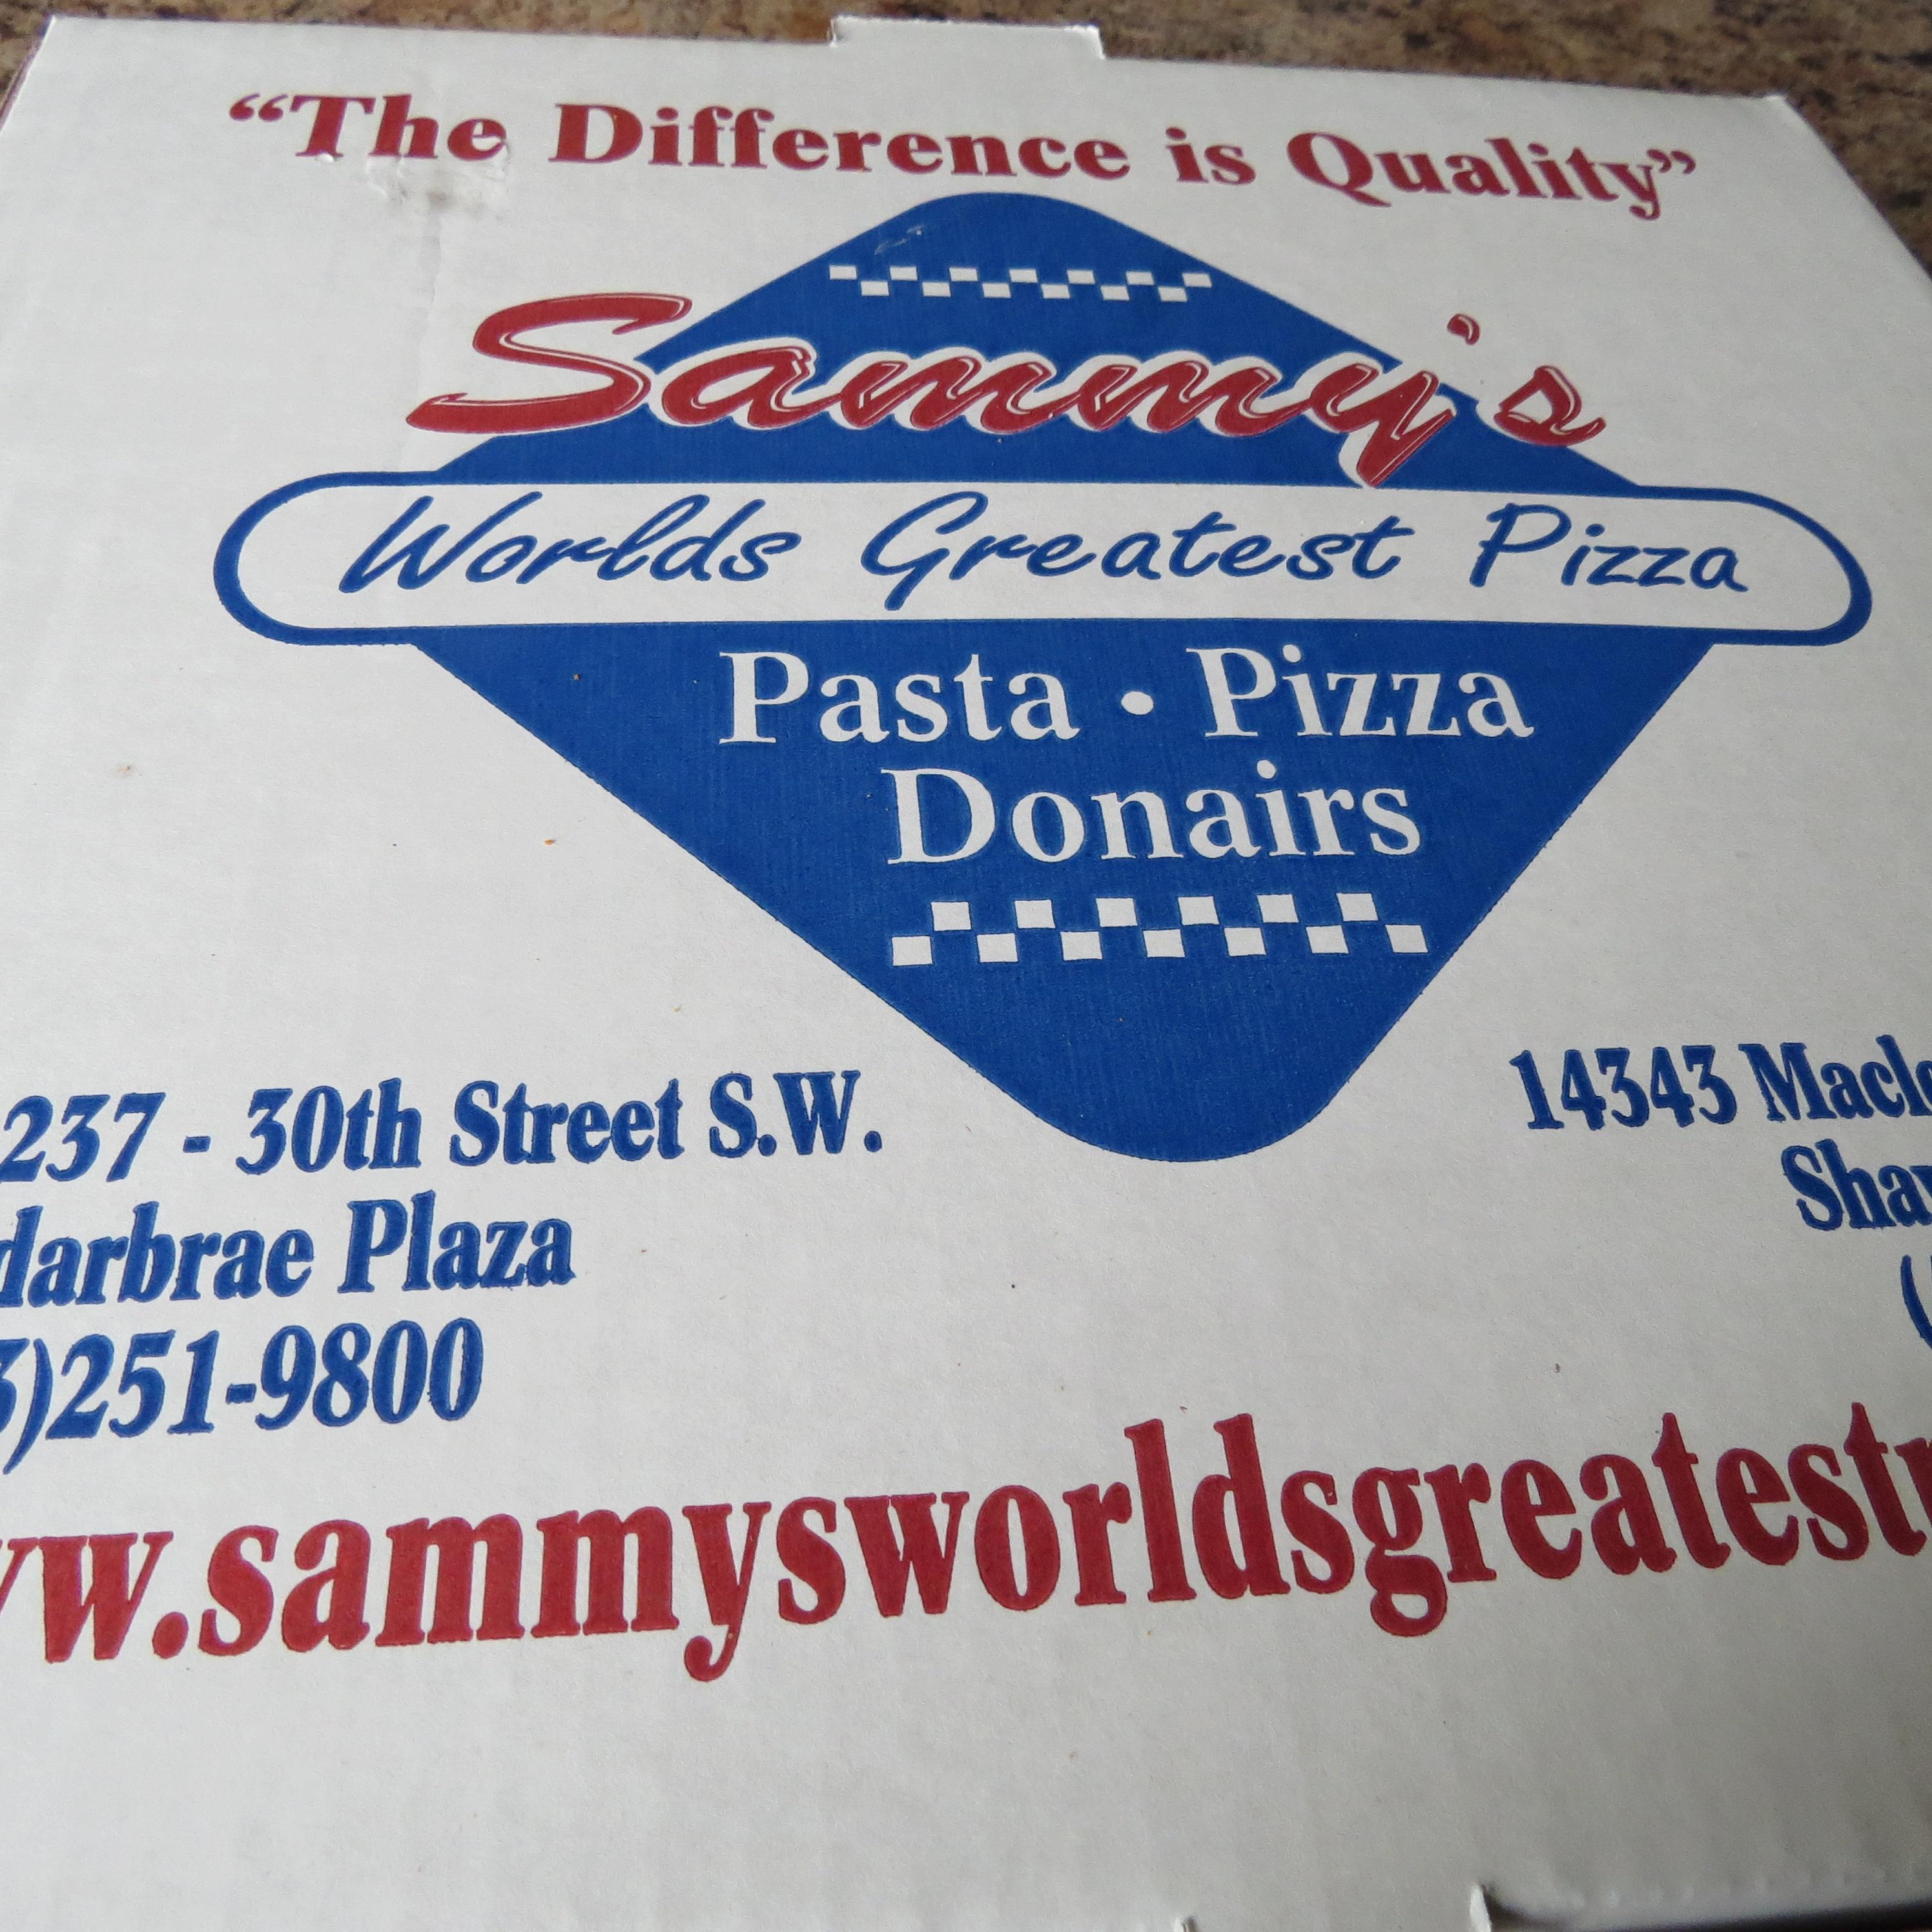 “The Difference is Quality”
Sammy's
Worlds Greatest Pizza
Pasta • Pizza
Donairs
237 - 30th Street S.W.
darbrae Plaza
3)251-9800
14343 Macle
Sha
(
w.sammysworldsgreatest